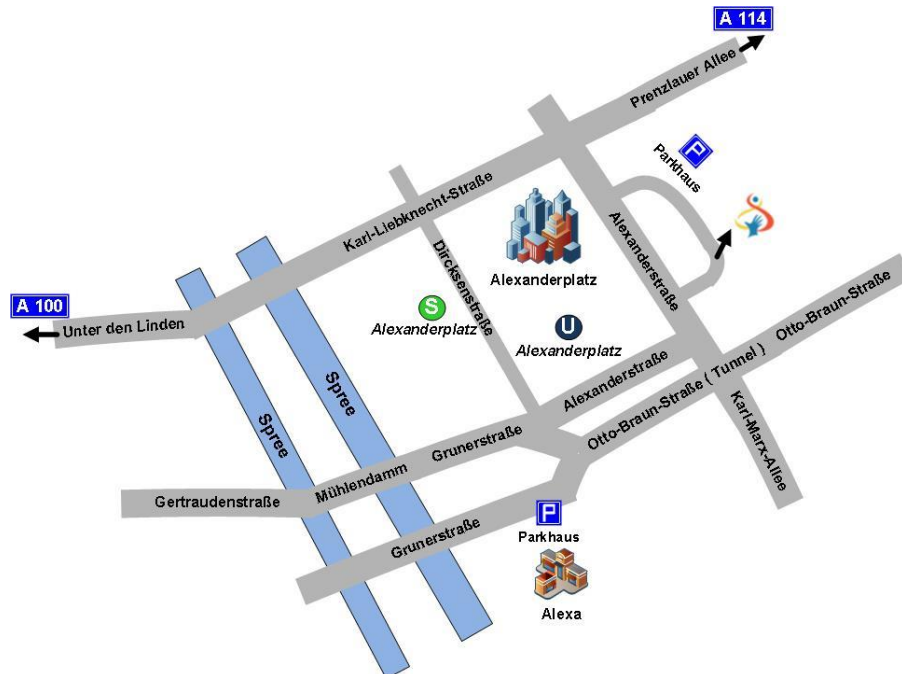 A 114
Prenzlauer Allee
P
Parkhaus
Karl-Liebknecht-Straße
Alexanderstraße
Dircksenstraße
Alexanderplatz
Otto-Braun-Straße
A 100
Unter den Linden
S
Alexanderplatz
U
Alexanderplatz
Alexanderstraße
Otto-Braun-Straße ( Tunnel )
Karl-Marx-Allee
Spree
Spree
Grunerstraße
Mühlendamm
Gertraudenstraße
Grunerstraße
P
Parkhaus
Alexa